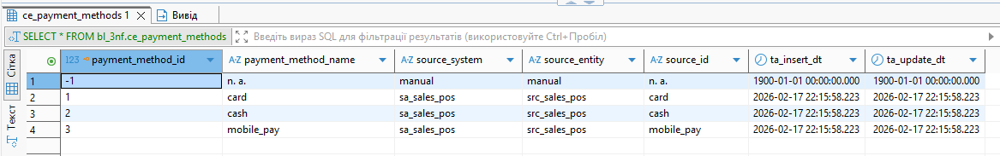 ce_payment_methods 1 Вивід
SELECT * FROM bl_3nf.ce_payment_methods Введіть вираз SQL для фільтрації результатів (використовуйте Ctrl+Пробіл)
Сітка
Текст
123 payment_method_id A-Z payment_method_name A-Z source_system A-Z source_entity A-Z source_id ta_insert_dt ta_update_dt
1 -1 n. a. manual manual n. a. 1900-01-01 00:00:00.000 1900-01-01 00:00:00.000
2 1 card sa_sales_pos src_sales_pos card 2026-02-17 22:15:58.223 2026-02-17 22:15:58.223
3 2 cash sa_sales_pos src_sales_pos cash 2026-02-17 22:15:58.223 2026-02-17 22:15:58.223
4 3 mobile_pay sa_sales_pos src_sales_pos mobile_pay 2026-02-17 22:15:58.223 2026-02-17 22:15:58.223